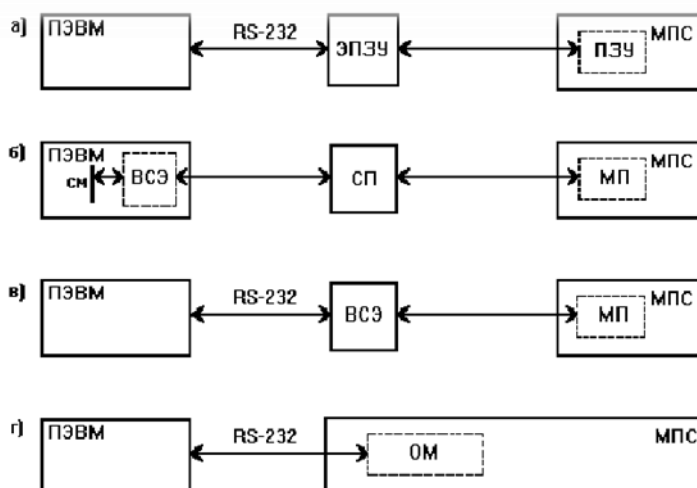 а) ПЭВМ RS-232 ЭПЗУ ПЗУ МПС
б) ПЭВМ см ВСЭ СП МП МПС
в) ПЭВМ RS-232 ВСЭ МП МПС
г) ПЭВМ RS-232 ОМ МПС